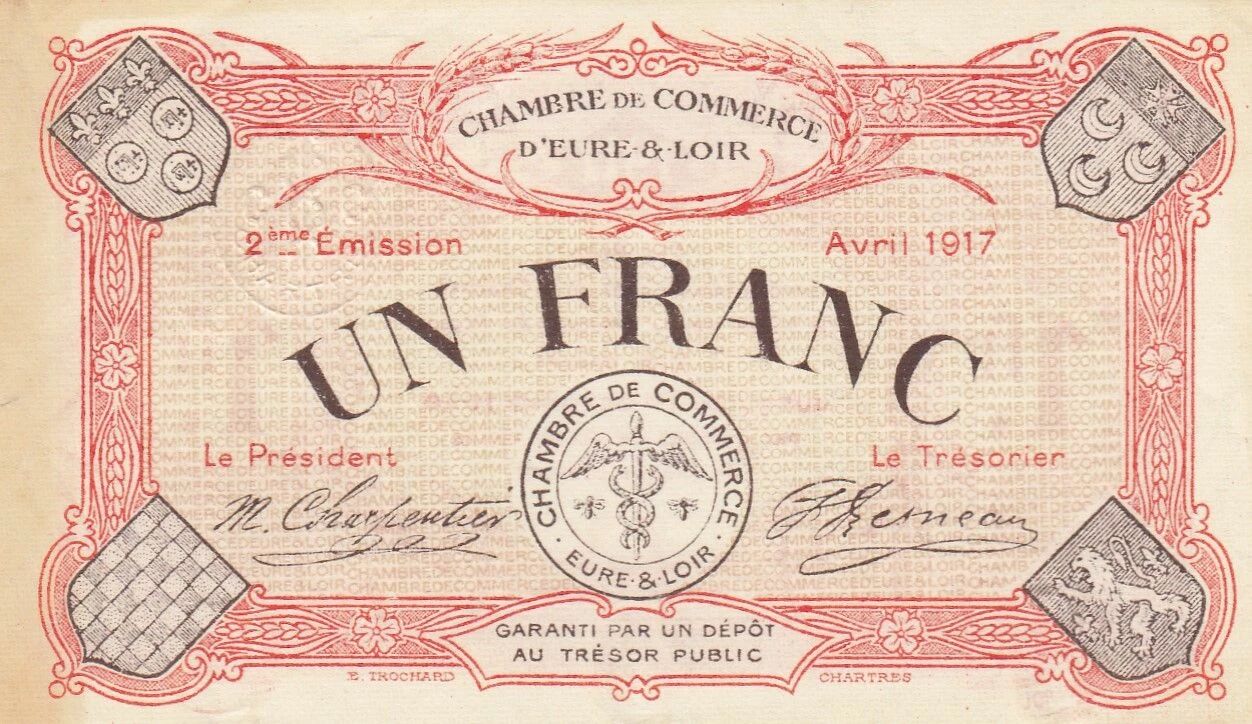 CHAMBRE DE COMMERCE
D'EURE-&-LOIR
2ème Émission
Avril 1917
UN FRANC
Le Président
Le Trésorier
M Charpentier
CHAMBRE DE COMMERCE
· EURE-&-LOIR ·
GARANTI PAR UN DÉPÔT
AU TRÉSOR PUBLIC
E. TROCHARD
CHARTRES